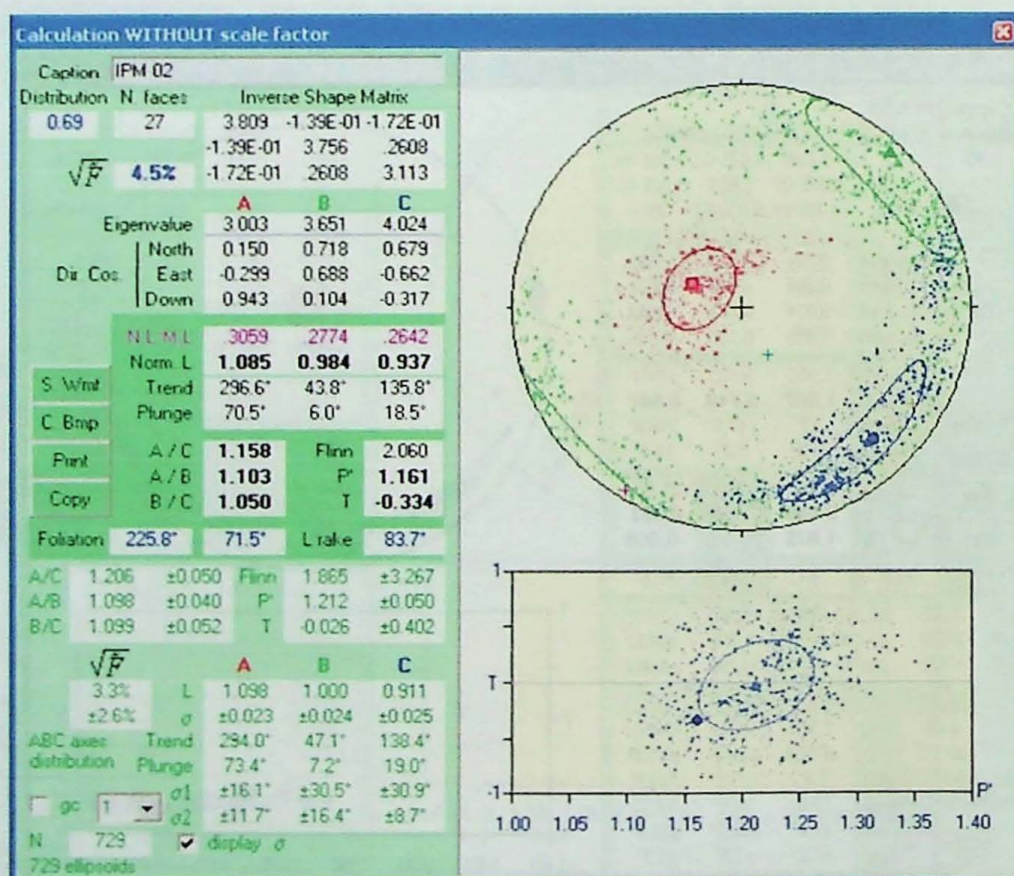 Calculation WITHOUT scale factor
Caption IPM 02
Distribution N. faces Inverse Shape Matrix
0.69 27 3.809 -1.39E-01 -1.72E-01
-1.39E-01 3.756 .2608
√F 4.5% -1.72E-01 .2608 3.113
A B C
Eigenvalue 3.003 3.651 4.024
North 0.150 0.718 0.679
Dir. Cos. East -0.299 0.688 -0.662
Down 0.943 0.104 -0.317
N.L.M.L .3059 .2774 .2642
Norm. L 1.085 0.984 0.937
S. Wmt Trend 296.6° 43.8° 135.8°
C. Bmp Plunge 70.5° 6.0° 18.5°
Print A / C 1.158 Flinn 2.060
A / B 1.103 P' 1.161
Copy B / C 1.050 T -0.334
Foliation 225.8° 71.5° L rake 83.7°
A/C 1.206 ±0.050 Flinn 1.865 ±3.267
A/B 1.098 ±0.040 P' 1.212 ±0.050
B/C 1.099 ±0.052 T -0.026 ±0.402
√F A B C
3.3% L 1.098 1.000 0.911
±2.6% σ ±0.023 ±0.024 ±0.025
ABC axes Trend 294.0° 47.1° 138.4°
distribution Plunge 73.4° 7.2° 19.0°
gc 1 σ1 ±16.1° ±30.5° ±30.9°
σ2 ±11.7° ±16.4° ±8.7°
N 729 display σ
729 ellipsoids
1
T
-1 P'
1.00 1.05 1.10 1.15 1.20 1.25 1.30 1.35 1.40